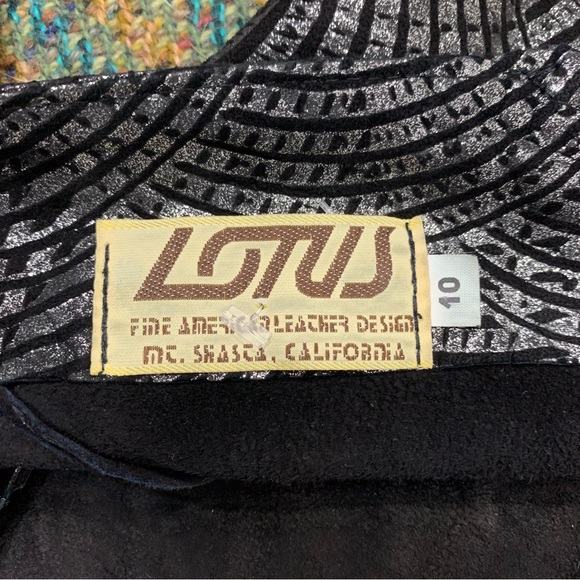 LOTUS
FINE AMERICAN LEATHER DESIGN
MT. SHASTA, CALIFORNIA
10